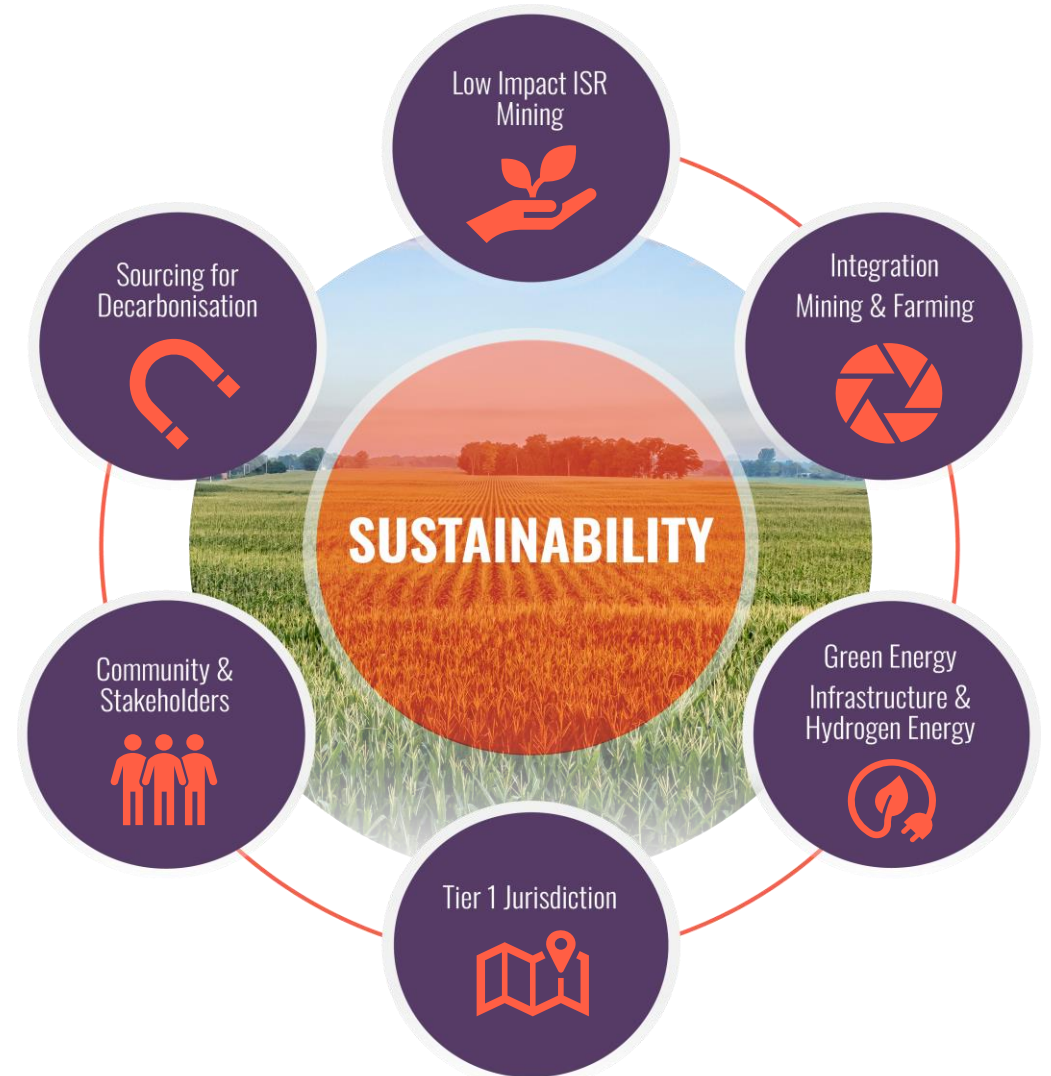 Low Impact ISR
Mining
Integration
Mining & Farming
Green Energy
Infrastructure &
Hydrogen Energy
Tier 1 Jurisdiction
Community &
Stakeholders
Sourcing for
Decarbonisation
SUSTAINABILITY